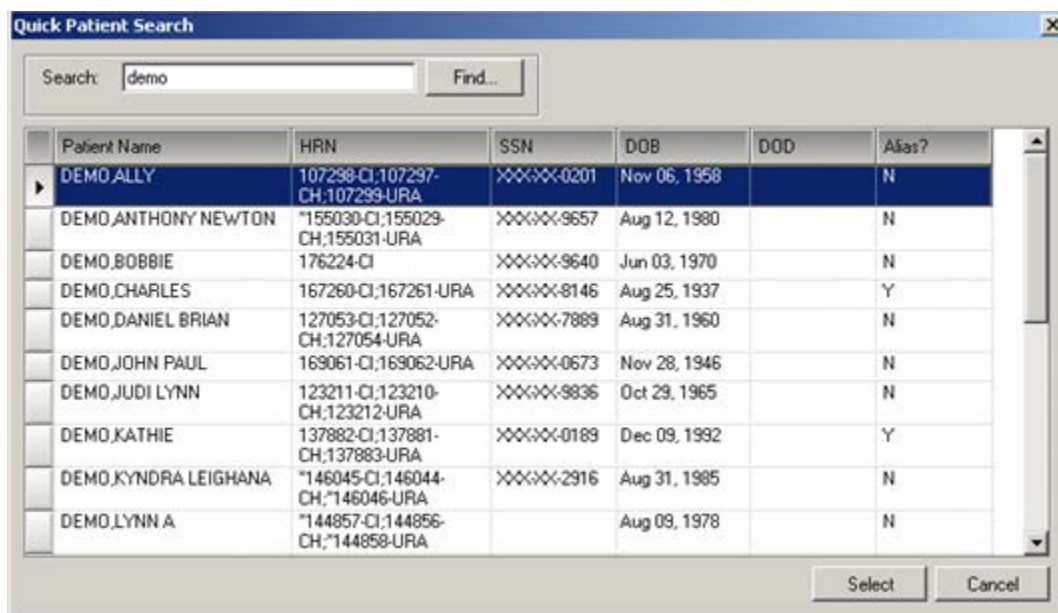 Quick Patient Search
Search: demo Find...
Patient Name HRN SSN DOB DOD Alias?
DEMO,ALLY 107298-CI;107297- XXX-XX-0201 Nov 06, 1958 N
CH;107299-URA
DEMO,ANTHONY NEWTON *155030-CI;155029- XXX-XX-9657 Aug 12, 1980 N
CH;155031-URA
DEMO,BOBBIE 176224-CI XXX-XX-9640 Jun 03, 1970 N
DEMO,CHARLES 167260-CI;167261-URA XXX-XX-8146 Aug 25, 1937 Y
DEMO,DANIEL BRIAN 127053-CI;127052- XXX-XX-7889 Aug 31, 1960 N
CH;127054-URA
DEMO,JOHN PAUL 169061-CI;169062-URA XXX-XX-0673 Nov 28, 1946 N
DEMO,JUDI LYNN 123211-CI;123210- XXX-XX-9836 Oct 29, 1965 N
CH;123212-URA
DEMO,KATHIE 137882-CI;137881- XXX-XX-0189 Dec 09, 1992 Y
CH;137883-URA
DEMO,KYNDRA LEIGHANA *146045-CI;146044- XXX-XX-2916 Aug 31, 1985 N
CH;*146046-URA
DEMO,LYNN A *144857-CI;144856- Aug 09, 1978 N
CH;*144858-URA
Select Cancel